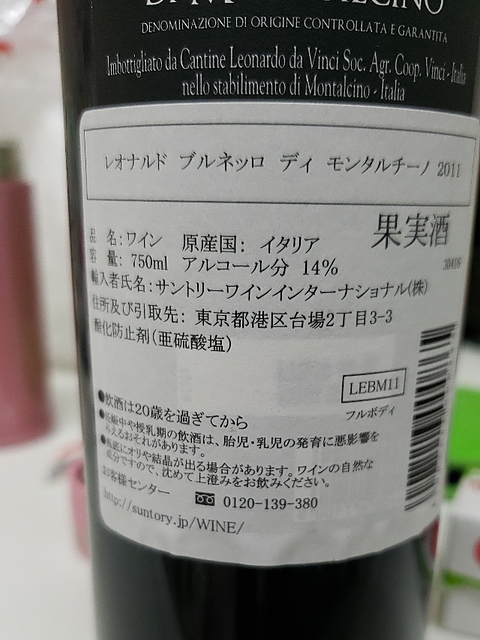 DI MONTALCINO
DENOMINAZIONE DI ORIGINE CONTROLLATA E GARANTITA
Imbottigliato da Cantine Leonardo da Vinci Soc. Agr. Coop. Vinci - Italia
nello stabilimento di Montalcino - Italia
レオナルド ブルネッロ ディ モンタルチーノ 2011
果実酒
品 名: ワイン 原産国: イタリア
容 量: 750ml アルコール分 14%
30416
輸入者氏名: サントリーワインインターナショナル(株)
住所及び引取先: 東京都港区台場2丁目3-3
酸化防止剤(亜硫酸塩)
LEBM11
フルボディ
●飲酒は20歳を過ぎてから
●妊娠中や授乳期の飲酒は、胎児・乳児の発育に悪影響を
与えるおそれがあります。
●瓶底にオリや結晶が出る場合があります。ワインの自然な
成分ですので、沈めて上澄みをお飲みください。
お客様センター 0120-139-380
http://suntory.jp/WINE/